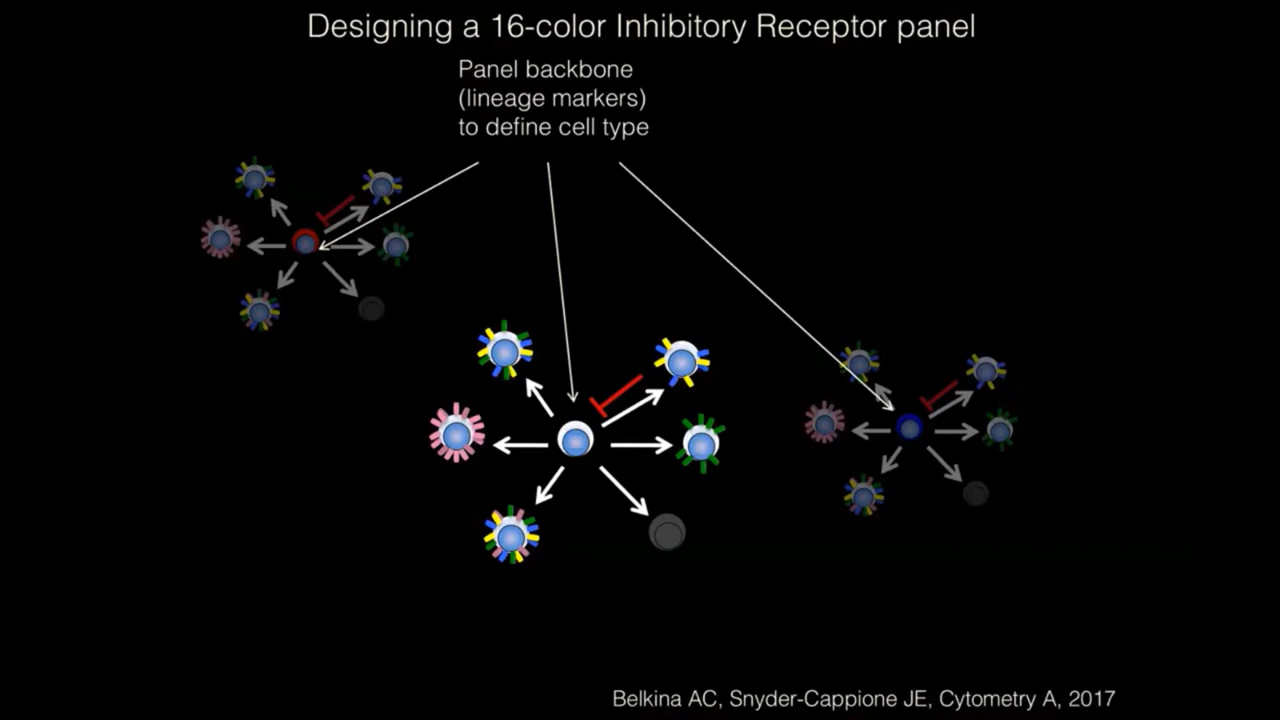 Designing a 16-color Inhibitory Receptor panel
Panel backbone
(lineage markers)
to define cell type
Belkina AC, Snyder-Cappione JE, Cytometry A, 2017